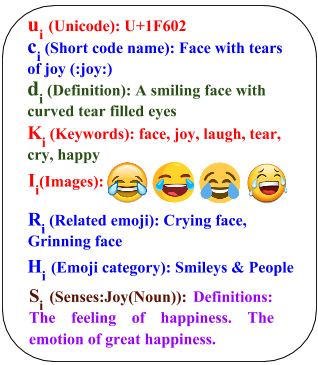 ui (Unicode): U+1F602
ci (Short code name): Face with tears
of joy (:joy:)
di (Definition): A smiling face with
curved tear filled eyes
Ki (Keywords): face, joy, laugh, tear,
cry, happy
Ii(Images):
Ri (Related emoji): Crying face,
Grinning face
Hi (Emoji category): Smileys & People
Si (Senses:Joy(Noun)): Definitions:
The feeling of happiness. The
emotion of great happiness.